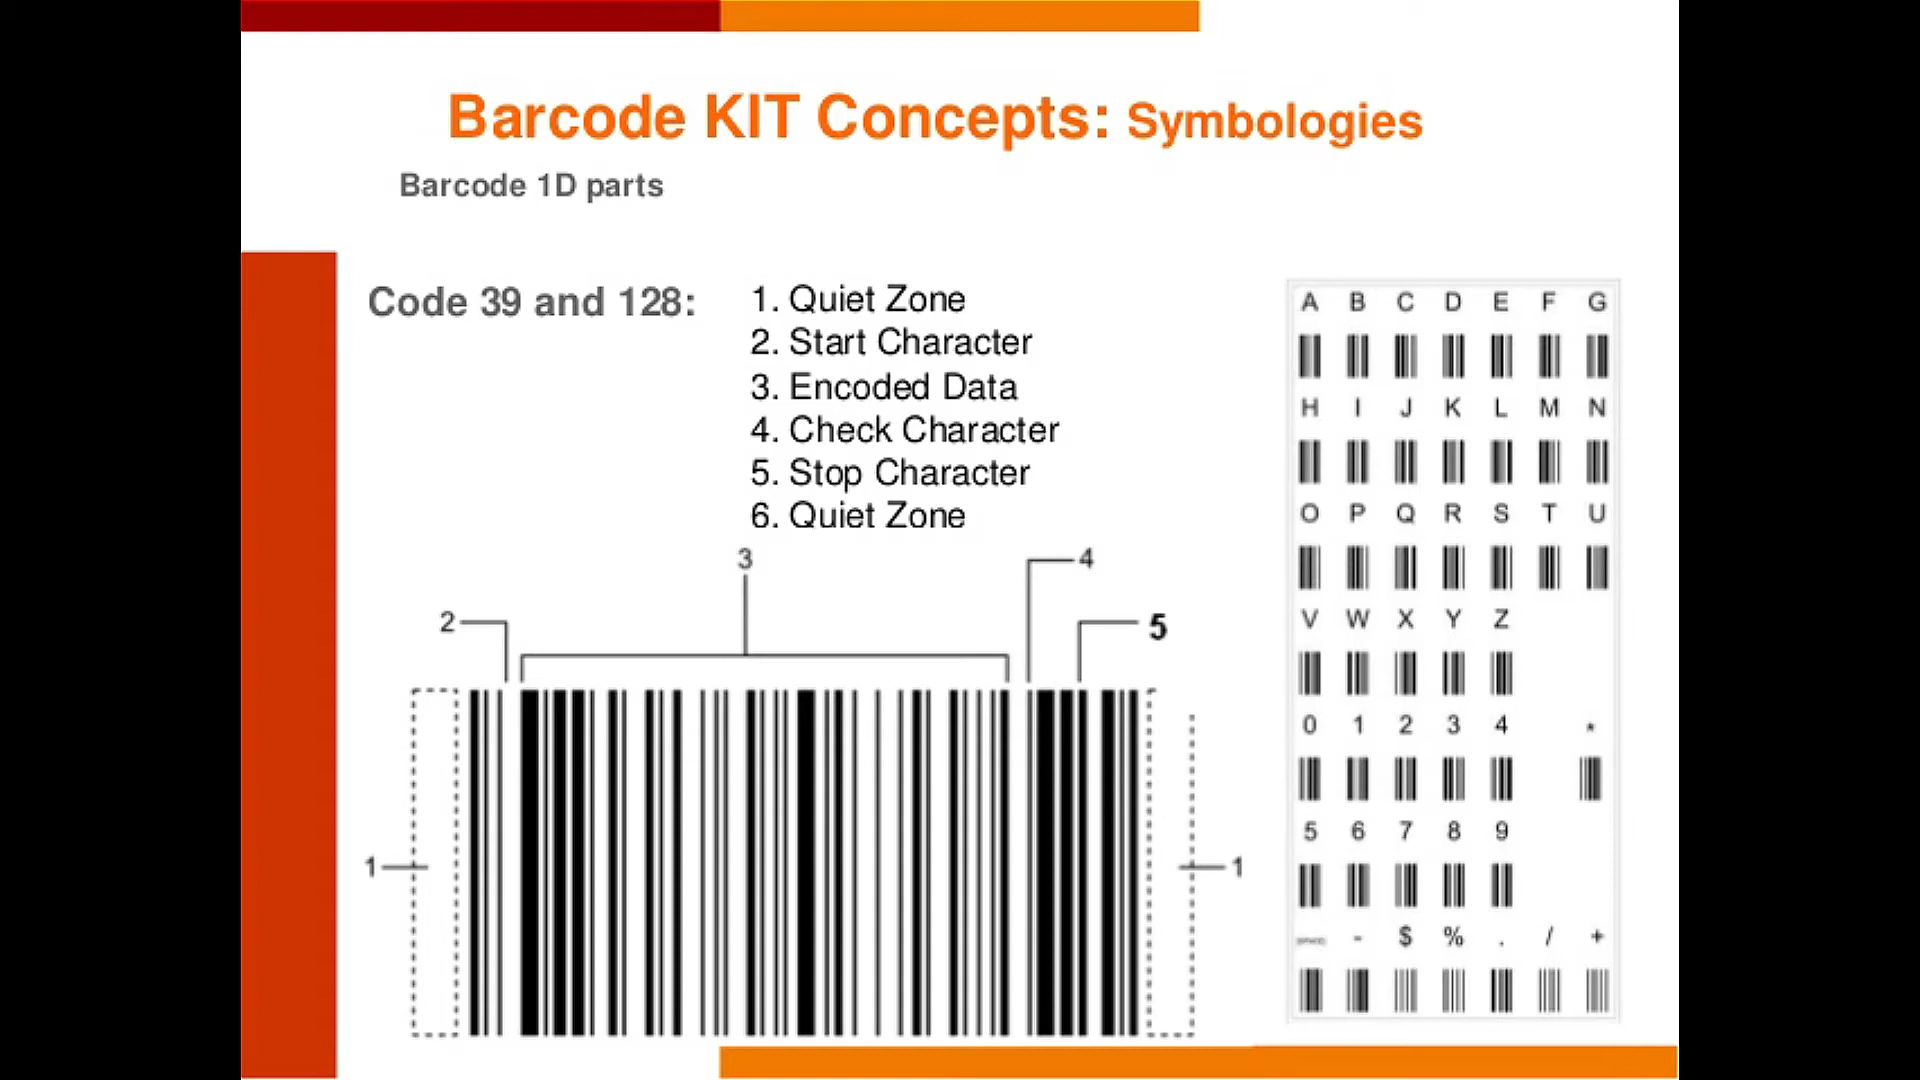 Barcode KIT Concepts: Symbologies
Barcode 1D parts
Code 39 and 128:
1. Quiet Zone
2. Start Character
3. Encoded Data
4. Check Character
5. Stop Character
6. Quiet Zone
3
4
2
5
1
1
A B C D E F G
H I J K L M N
O P Q R S T U
V W X Y Z
0 1 2 3 4 *
5 6 7 8 9
- $ % . / +